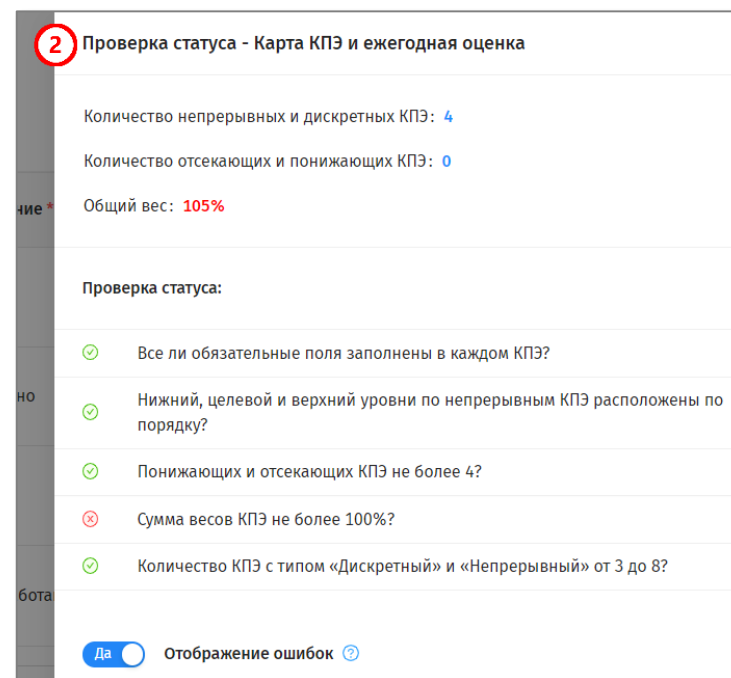 2
Проверка статуса - Карта КПЭ и ежегодная оценка
Количество непрерывных и дискретных КПЭ: 4
Количество отсекающих и понижающих КПЭ: 0
ние *
Общий вес: 105%
Проверка статуса:
Все ли обязательные поля заполнены в каждом КПЭ?
но
Нижний, целевой и верхний уровни по непрерывным КПЭ расположены по
порядку?
Понижающих и отсекающих КПЭ не более 4?
Сумма весов КПЭ не более 100%?
Количество КПЭ с типом «Дискретный» и «Непрерывный» от 3 до 8?
бота
Да Отображение ошибок ?